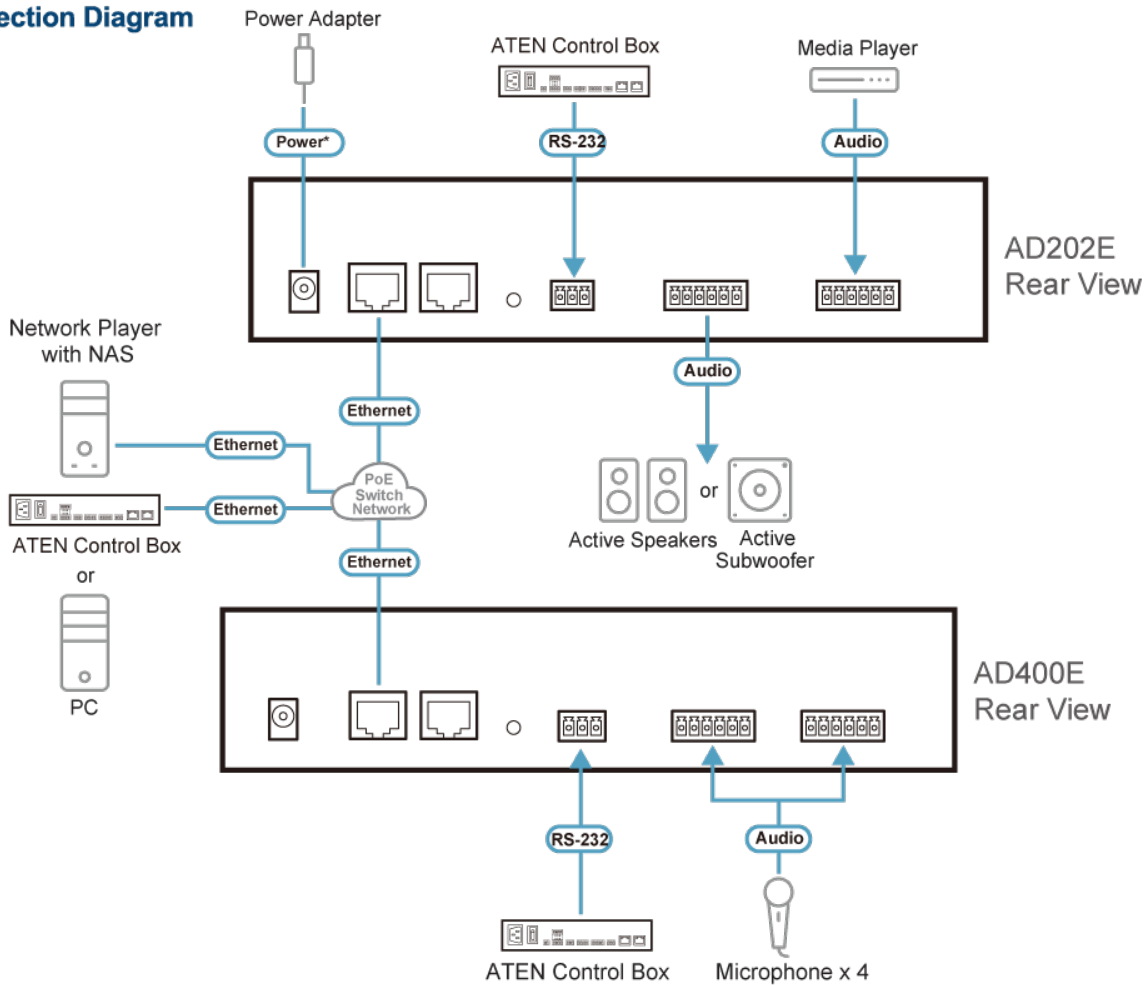 ection Diagram
Power Adapter
ATEN Control Box
Media Player
Power*
RS-232
Audio
AD202E
Rear View
Network Player
with NAS
Audio
Ethernet
Ethernet
PoE
Switch
Network
Ethernet
ATEN Control Box
or
PC
Ethernet
or
Active Speakers
Active
Subwoofer
AD400E
Rear View
RS-232
Audio
ATEN Control Box
Microphone x 4